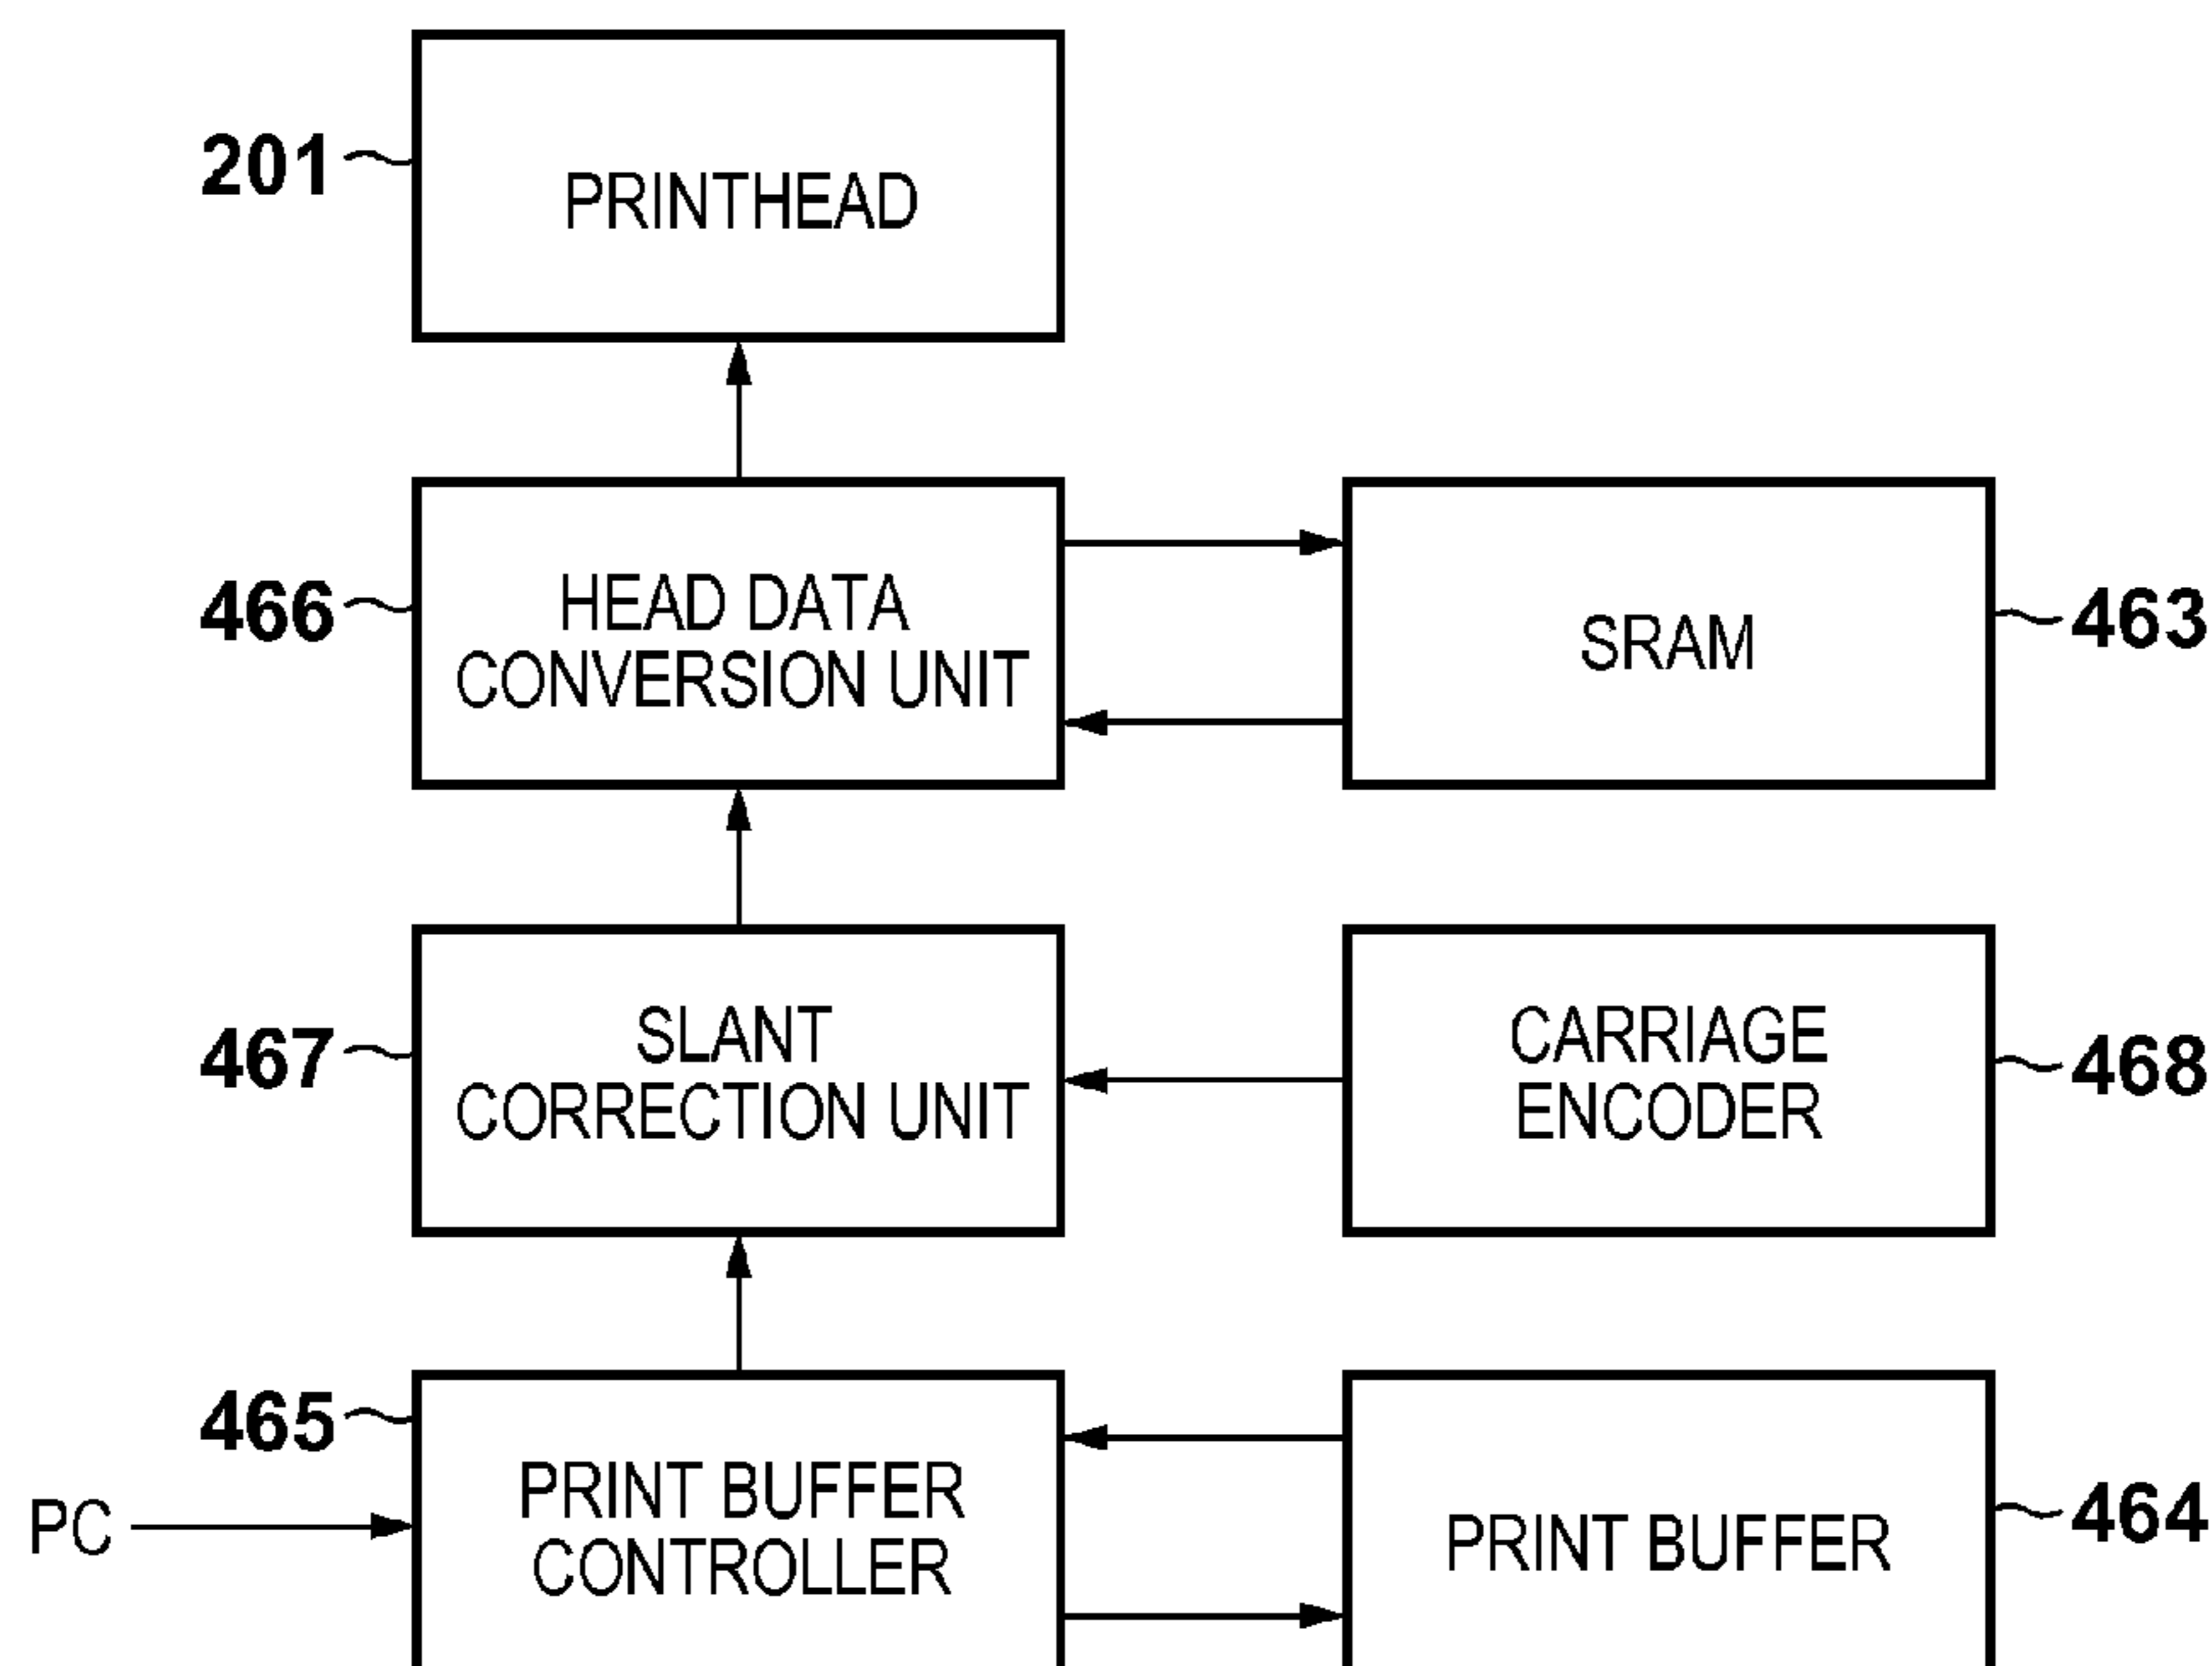 201
PRINTHEAD
466
HEAD DATA
CONVERSION UNIT
SRAM
463
467
SLANT
CORRECTION UNIT
CARRIAGE
ENCODER
468
465
PC
PRINT BUFFER
CONTROLLER
PRINT BUFFER
464